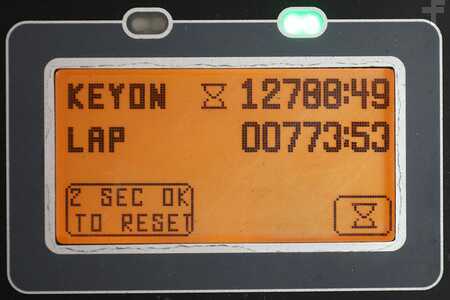 KEYON 12788:49
LAP 00773:53
2 SEC OK
TO RESET